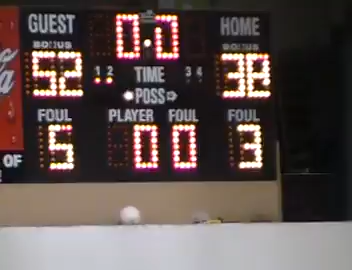 GUEST 0.0 HOME
BONUS BONUS
52 1 2 TIME 3 4 38
POSS
FOUL PLAYER FOUL FOUL
5 0 0 3
OF